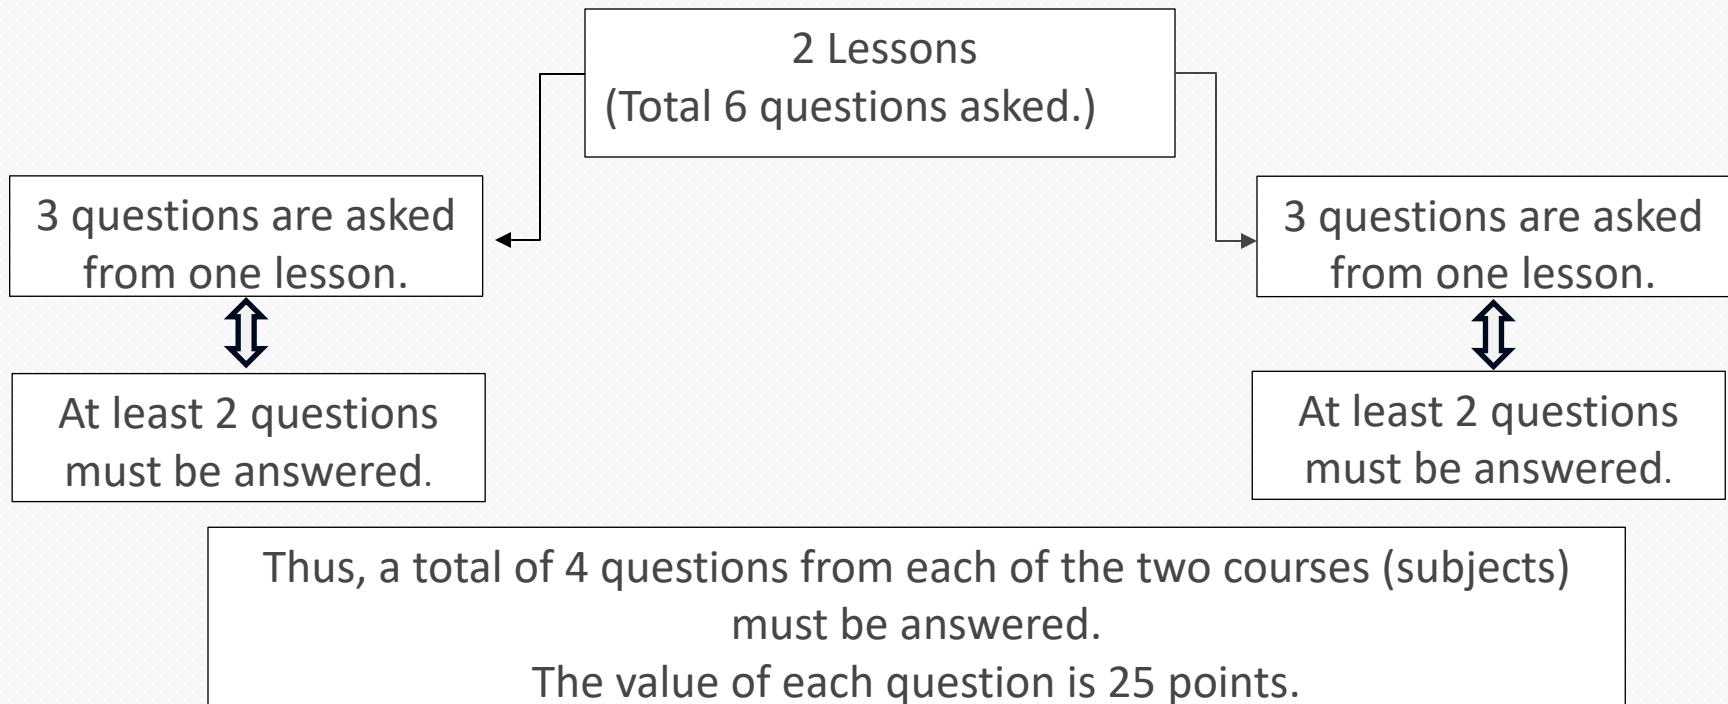 2 Lessons
(Total 6 questions asked.)
3 questions are asked
from one lesson.
3 questions are asked
from one lesson.
At least 2 questions
must be answered.
At least 2 questions
must be answered.
Thus, a total of 4 questions from each of the two courses (subjects)
must be answered.
The value of each question is 25 points.